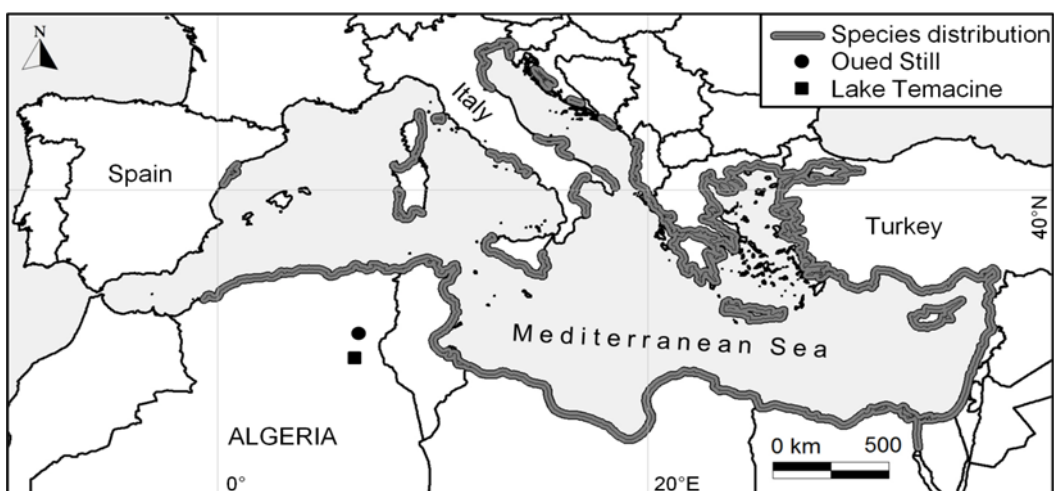 N
Species distribution
Oued Still
Lake Temacine
Italy
Spain
40°N
Turkey
Mediterranean Sea
ALGERIA
0 km 500
0°
20°E